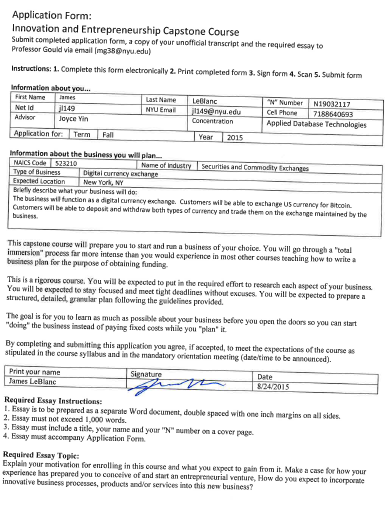 Application Form:
Innovation and Entrepreneurship Capstone Course
Submit completed application form, a copy of your unofficial transcript and the required essay to
Professor Gould via email (mg38@nyu.edu)
Instructions: 1. Complete this form electronically 2. Print completed form 3. Sign form 4. Scan 5. Submit form
Information about you...
First Name James Last Name LeBlanc "N" Number N19032117
Net Id jl149 NYU Email jl149@nyu.edu Cell Phone 7188640693
Advisor Joyce Yin Concentration Applied Database Technologies
Application for: Term Fall Year 2015
Information about the business you will plan...
NAICS Code 523210 Name of Industry Securities and Commodity Exchanges
Type of Business Digital currency exchange
Expected Location New York, NY
Briefly describe what your business will do:
The business will function as a digital currency exchange. Customers will be able to exchange US currency for Bitcoin.
Customers will be able to deposit and withdraw both types of currency and trade them on the exchange maintained by the
business.
This capstone course will prepare you to start and run a business of your choice. You will go through a "total
immersion" process far more intense than you would experience in most other courses teaching how to write a
business plan for the purpose of obtaining funding.
This is a rigorous course. You will be expected to put in the required effort to research each aspect of your business.
You will be expected to stay focused and meet tight deadlines without excuses. You will be expected to prepare a
structured, detailed, granular plan following the guidelines provided.
The goal is for you to learn as much as possible about your business before you open the doors so you can start
"doing" the business instead of paying fixed costs while you "plan" it.
By completing and submitting this application you agree, if accepted, to meet the expectations of the course as
stipulated in the course syllabus and in the mandatory orientation meeting (date/time to be announced).
Print your name Signature Date
James LeBlanc 8/24/2015
Required Essay Instructions:
1. Essay is to be prepared as a separate Word document, double spaced with one inch margins on all sides.
2. Essay must not exceed 1,000 words.
3. Essay must include a title, your name and your "N" number on a cover page.
4. Essay must accompany Application Form.
Required Essay Topic:
Explain your motivation for enrolling in this course and what you expect to gain from it. Make a case for how your
experience has prepared you to conceive of and start an entrepreneurial venture, How do you expect to incorporate
innovative business processes, products and/or services into this new business?